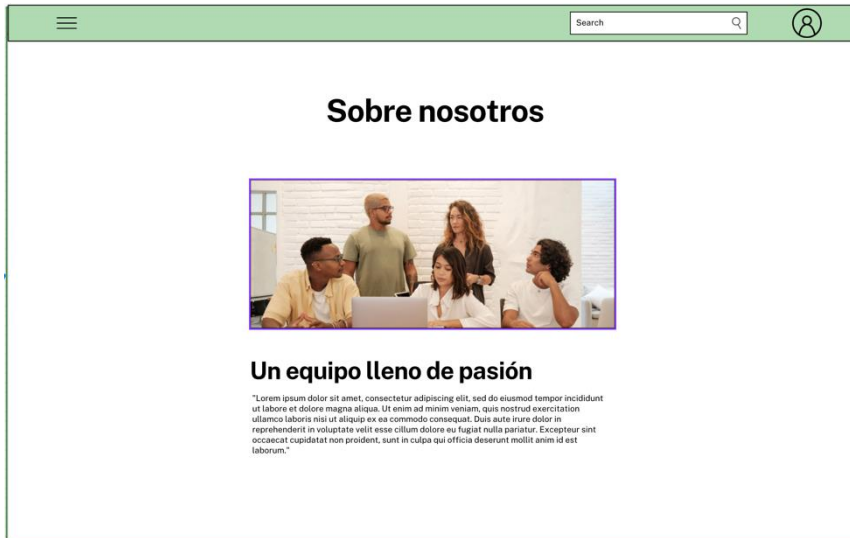 Search
Sobre nosotros
Un equipo lleno de pasión
"Lorem ipsum dolor sit amet, consectetur adipiscing elit, sed do eiusmod tempor incididunt
ut labore et dolore magna aliqua. Ut enim ad minim veniam, quis nostrud exercitation
ullamco laboris nisi ut aliquip ex ea commodo consequat. Duis aute irure dolor in
reprehenderit in voluptate velit esse cillum dolore eu fugiat nulla pariatur. Excepteur sint
occaecat cupidatat non proident, sunt in culpa qui officia deserunt mollit anim id est
laborum."